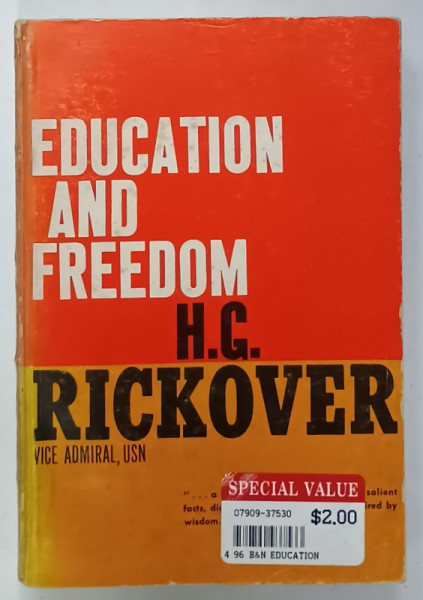 EDUCATION
AND
FREEDOM
H.G.
RICKOVER
VICE ADMIRAL, USN
". . . a salient
facts, ired by
wisdom.
SPECIAL VALUE
07909-37530 $2.00
4 96 B&N EDUCATION